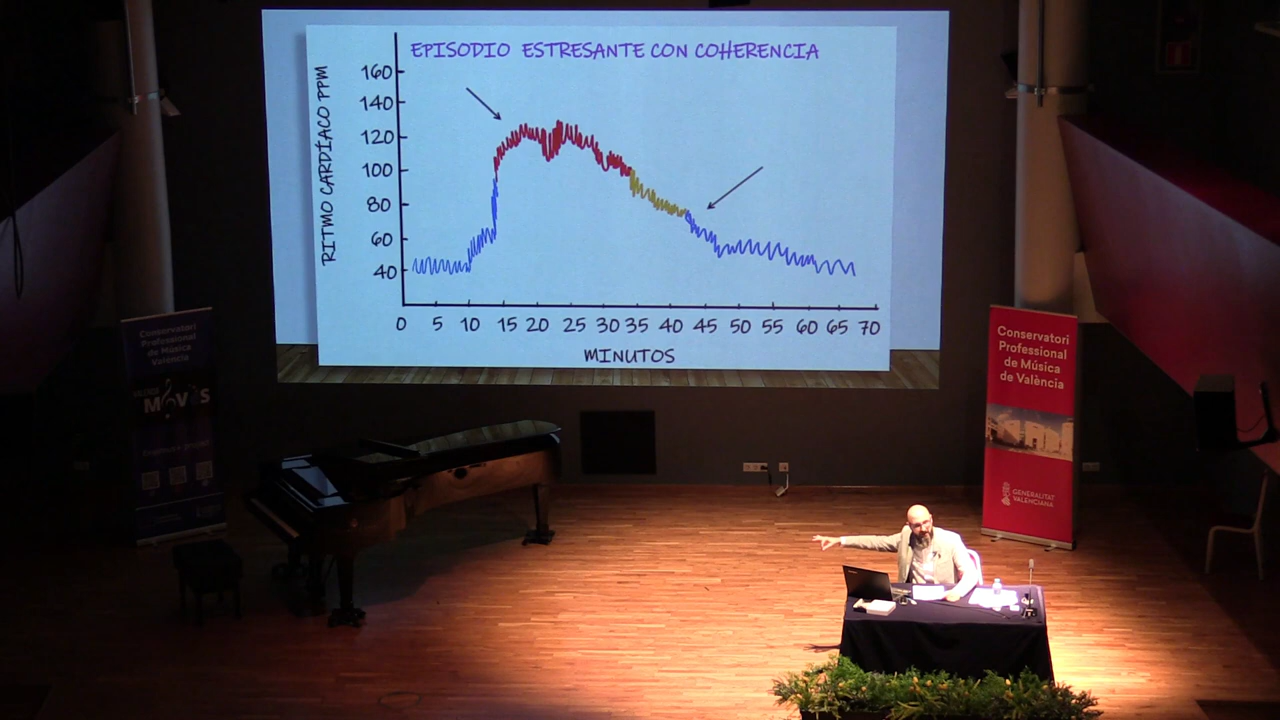 EPISODIO ESTRESANTE CON COHERENCIA
RITMO CARDÍACO PPM
160
140
120
100
80
60
40
0 5 10 15 20 25 30 35 40 45 50 55 60 65 70
MINUTOS
Conservatori
Professional
de Música
València
MOV S
Conservatori
Professional
de Música
de València
GENERALITAT
VALENCIANA